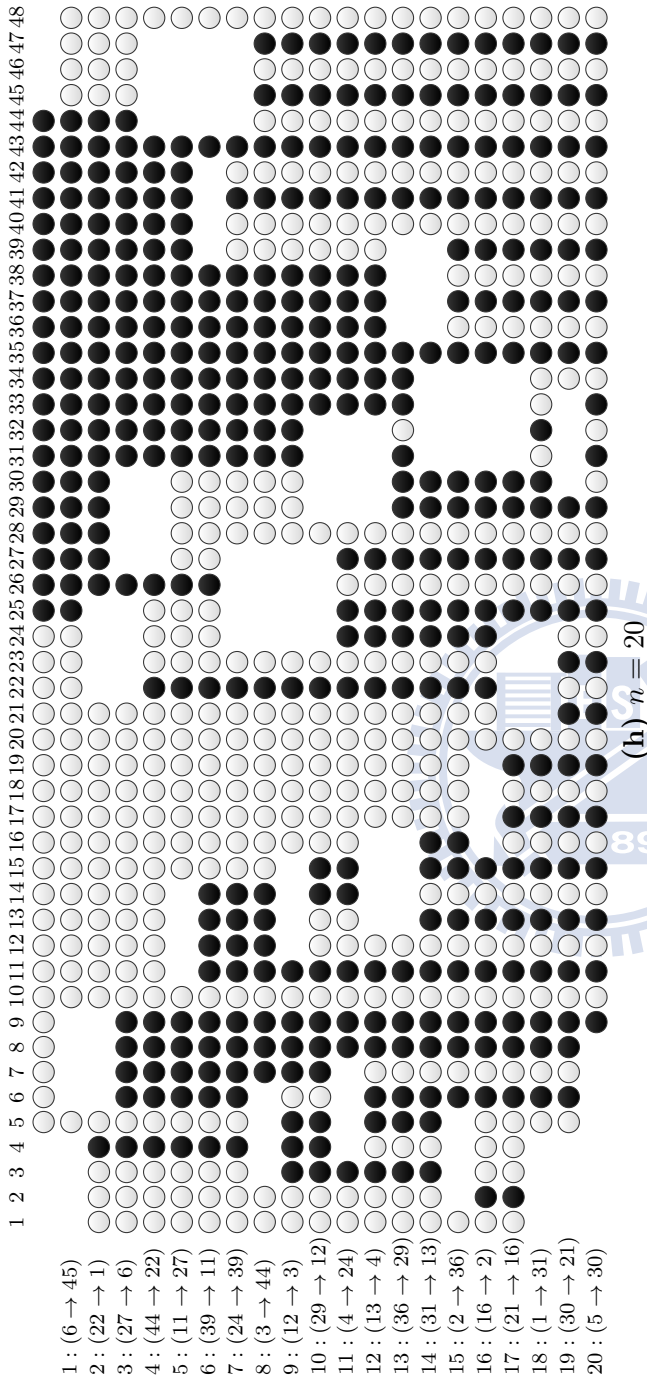 1 2 3 4 5 6 7 8 9 10 11 12 13 14 15 16 17 18 19 20 21 22 23 24 25 26 27 28 29 30 31 32 33 34 35 36 37 38 39 40 41 42 43 44 45 46 47 48
1 : (6 → 45)
2 : (22 → 1)
3 : (27 → 6)
4 : (44 → 22)
5 : (11 → 27)
6 : (39 → 11)
7 : (24 → 39)
8 : (3 → 44)
9 : (12 → 3)
10 : (29 → 12)
11 : (4 → 24)
12 : (13 → 4)
13 : (36 → 29)
14 : (31 → 13)
15 : (2 → 36)
16 : (16 → 2)
17 : (21 → 16)
18 : (1 → 31)
19 : (30 → 21)
20 : (5 → 30)
(h) n = 20